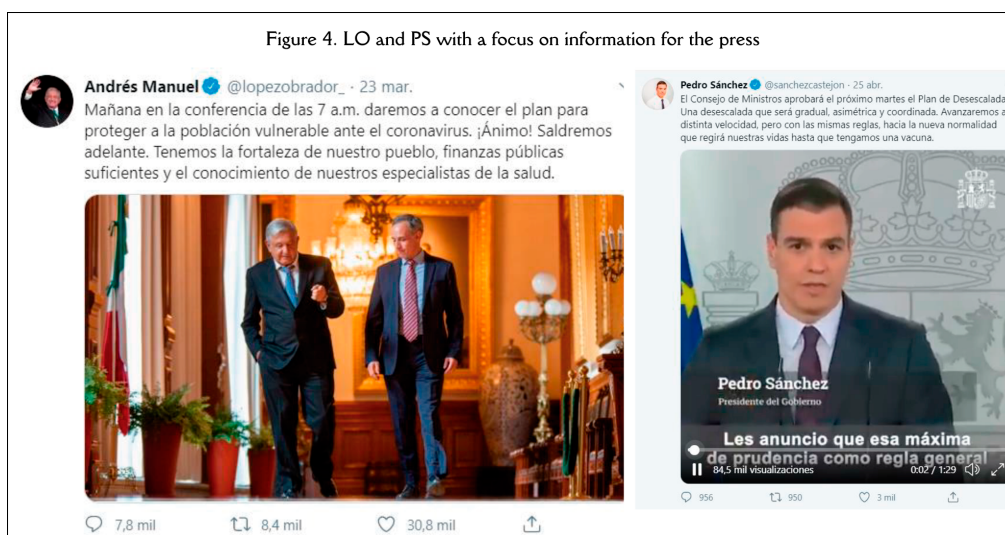 Figure 4. LO and PS with a focus on information for the press
Andrés Manuel @lopezobrador_ · 23 mar.
Mañana en la conferencia de las 7 a.m. daremos a conocer el plan para
proteger a la población vulnerable ante el coronavirus. ¡Ánimo! Saldremos
adelante. Tenemos la fortaleza de nuestro pueblo, finanzas públicas
suficientes y el conocimiento de nuestros especialistas de la salud.
7,8 mil 8,4 mil 30,8 mil
Pedro Sánchez @sanchezcastejon · 25 abr.
El Consejo de Ministros aprobará el próximo martes el Plan de Desescalada
Una desescalada que será gradual, asimétrica y coordinada. Avanzaremos a
distinta velocidad, pero con las mismas reglas, hacia la nueva normalidad
que regirá nuestras vidas hasta que tengamos una vacuna.
Pedro Sánchez
Presidente del Gobierno
Les anuncio que esa máxima
de prudencia como regla general
84,5 mil visualizaciones 0:02 / 1:29
956 950 3 mil